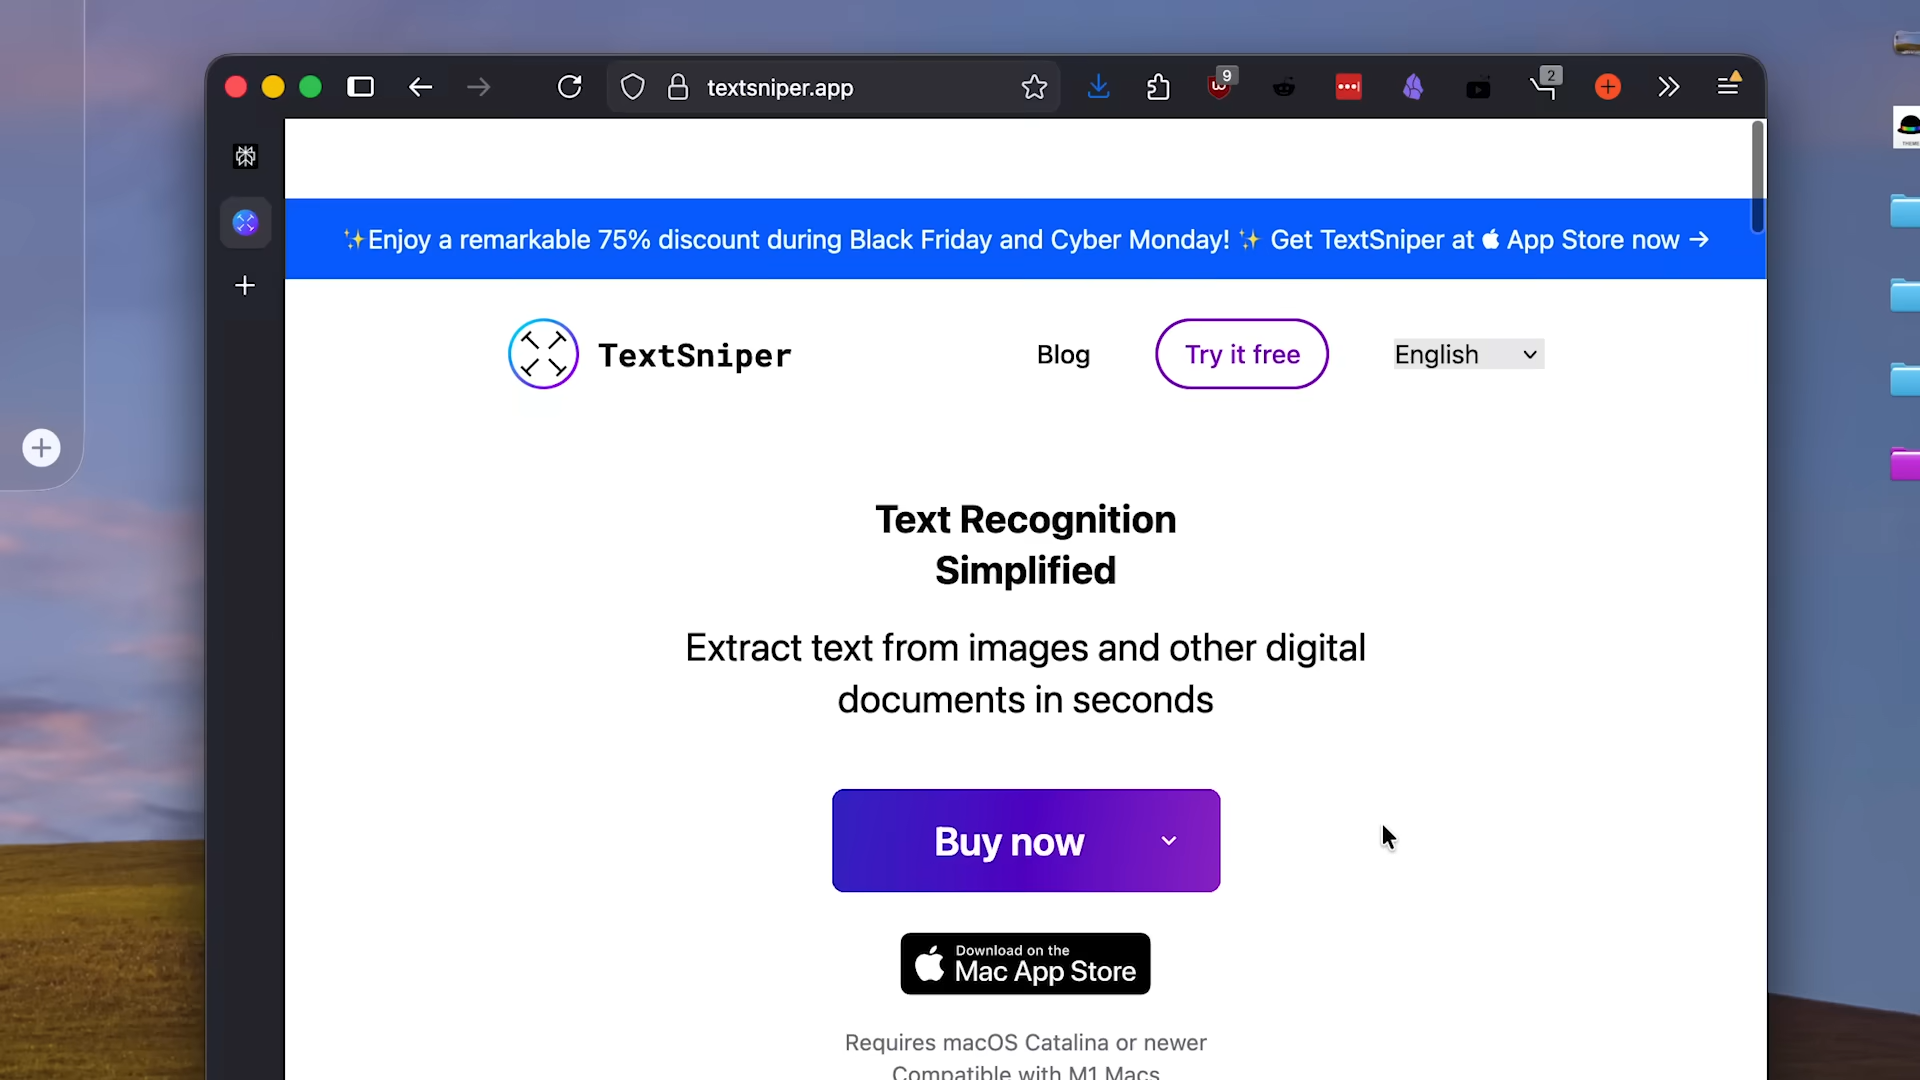 9
2
textsniper.app
✨Enjoy a remarkable 75% discount during Black Friday and Cyber Monday! ✨ Get TextSniper at  App Store now →
TextSniper
Blog
Try it free
English
Text Recognition
Simplified
Extract text from images and other digital
documents in seconds
Buy now
Download on the
Mac App Store
Requires macOS Catalina or newer
Compatible with M1 Macs